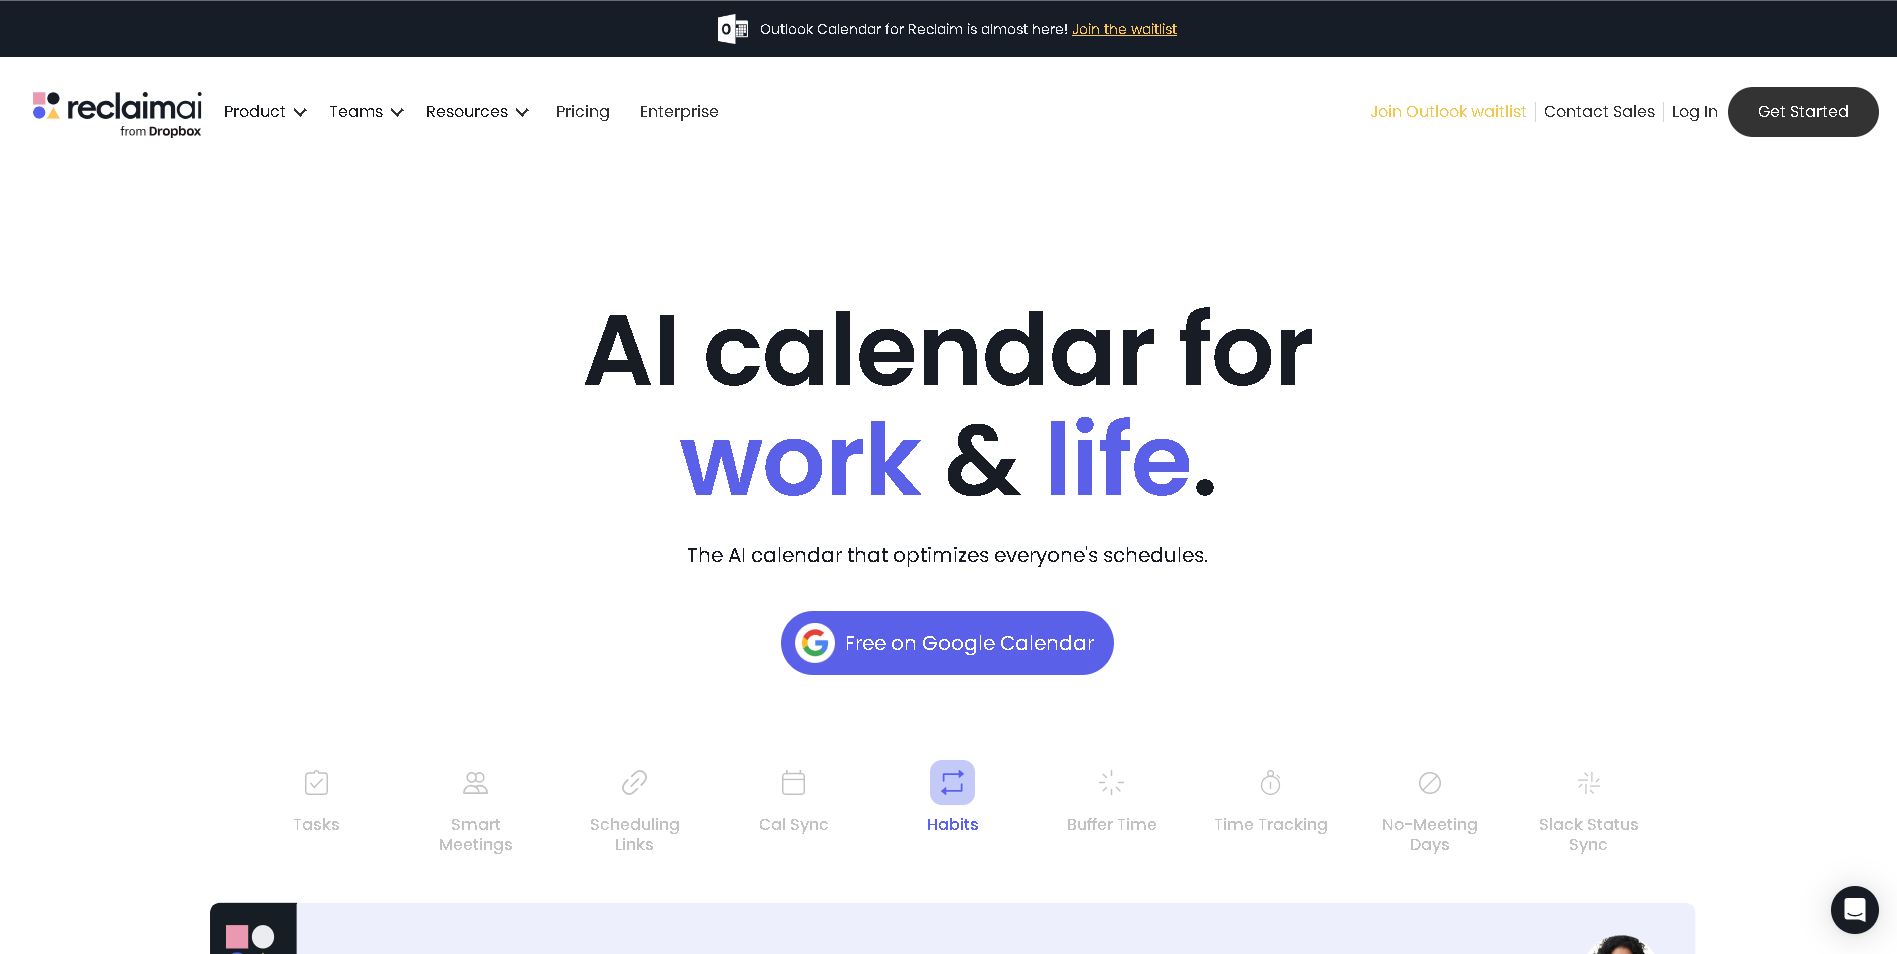 Outlook Calendar for Reclaim is almost here! Join the waitlist
reclaimai
from Dropbox
Product
Teams
Resources
Pricing
Enterprise
Join Outlook waitlist
Contact Sales
Log In
Get Started
AI calendar for
work & life.
The AI calendar that optimizes everyone's schedules.
Free on Google Calendar
Tasks
Smart
Meetings
Scheduling
Links
Cal Sync
Habits
Buffer Time
Time Tracking
No-Meeting
Days
Slack Status
Sync